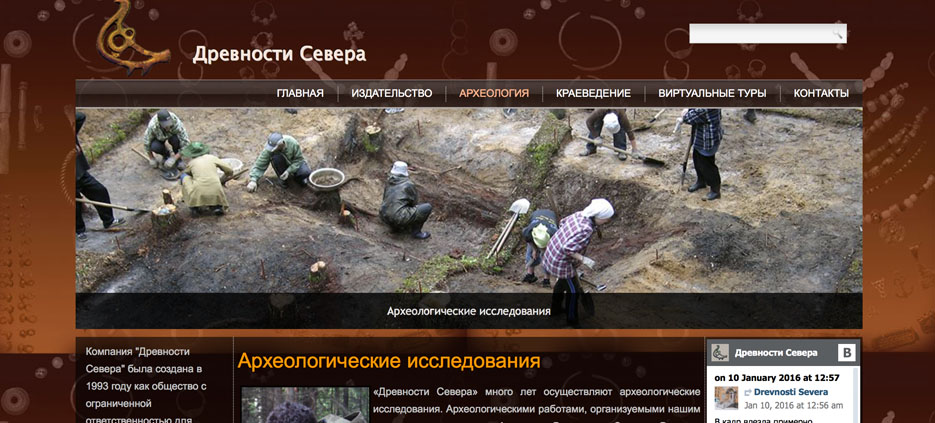 Древности Севера
ГЛАВНАЯ ИЗДАТЕЛЬСТВО АРХЕОЛОГИЯ КРАЕВЕДЕНИЕ ВИРТУАЛЬНЫЕ ТУРЫ КОНТАКТЫ
Археологические исследования
Компания "Древности
Севера" была создана в
1993 году как общество с
ограниченной
ответственностью для
Археологические исследования
«Древности Севера» много лет осуществляют археологические
исследования. Археологическими работами, организуемыми нашим
Древности Севера
B
on 10 January 2016 at 12:57
Drevnosti Severa
Jan 10, 2016 at 12:56 am
В кадр влезла примерно